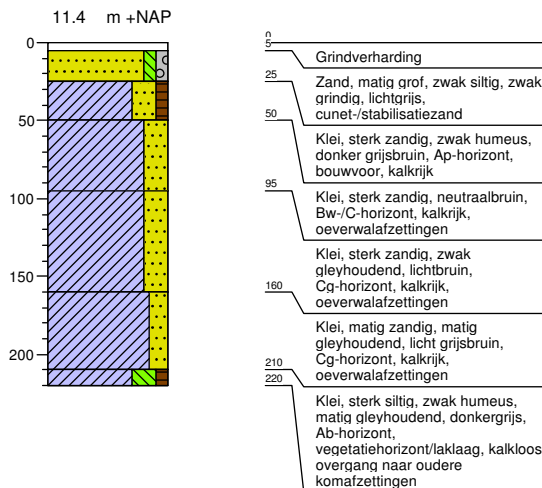 11.4 m +NAP
0
50
100
150
200
0
5
Grindverharding
25
Zand, matig grof, zwak siltig, zwak
grindig, lichtgrijs,
cunet-/stabilisatiezand
50
Klei, sterk zandig, zwak humeus,
donker grijsbruin, Ap-horizont,
bouwvoor, kalkrijk
95
Klei, sterk zandig, neutraalbruin,
Bw-/C-horizont, kalkrijk,
oeverwalafzettingen
Klei, sterk zandig, zwak
gleyhoudend, lichtbruin,
Cg-horizont, kalkrijk,
oeverwalafzettingen
160
Klei, matig zandig, matig
gleyhoudend, licht grijsbruin,
Cg-horizont, kalkrijk,
oeverwalafzettingen
210
220
Klei, sterk siltig, zwak humeus,
matig gleyhoudend, donkergrijs,
Ab-horizont,
vegetatiehorizont/laklaag, kalkloos,
overgang naar oudere
komafzettingen